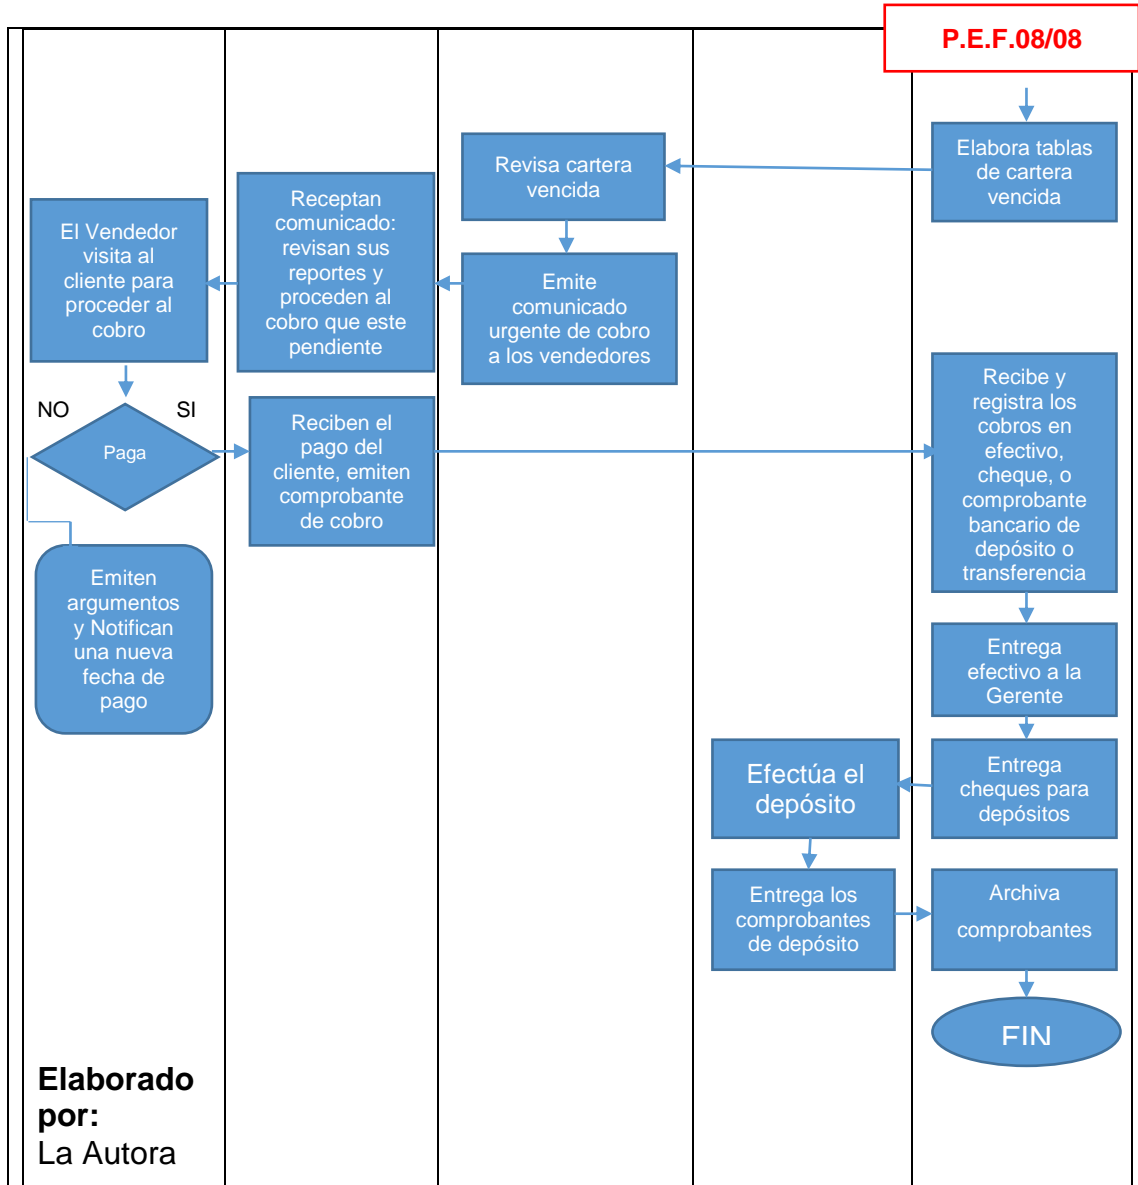 P.E.F.08/08
Elabora tablas
de cartera
vencida
Revisa cartera
vencida
Emite
comunicado
urgente de cobro
a los vendedores
Receptan
comunicado:
revisan sus
reportes y
proceden al
cobro que este
pendiente
El Vendedor
visita al
cliente para
proceder al
cobro
NO
SI
Paga
Emiten
argumentos
y Notifican
una nueva
fecha de
pago
Reciben el
pago del
cliente, emiten
comprobante
de cobro
Recibe y
registra los
cobros en
efectivo,
cheque, o
comprobante
bancario de
depósito o
transferencia
Entrega
efectivo a la
Gerente
Entrega
cheques para
depósitos
Efectúa el
depósito
Entrega los
comprobantes
de depósito
Archiva
comprobantes
FIN
Elaborado
por:
La Autora